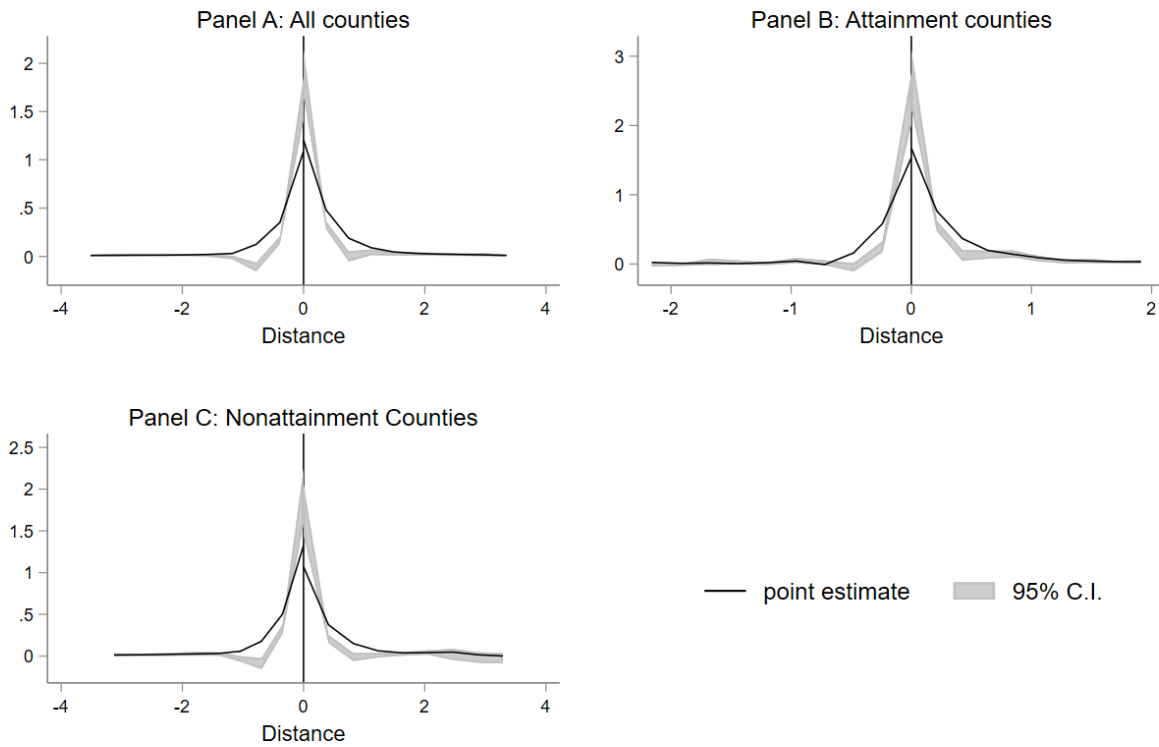 Panel A: All counties
2
1.5
1
.5
0
-4 -2 0 2 4
Distance
Panel B: Attainment counties
3
2
1
0
-2 -1 0 1 2
Distance
Panel C: Nonattainment Counties
2.5
2
1.5
1
.5
0
-4 -2 0 2 4
Distance
point estimate 95% C.I.